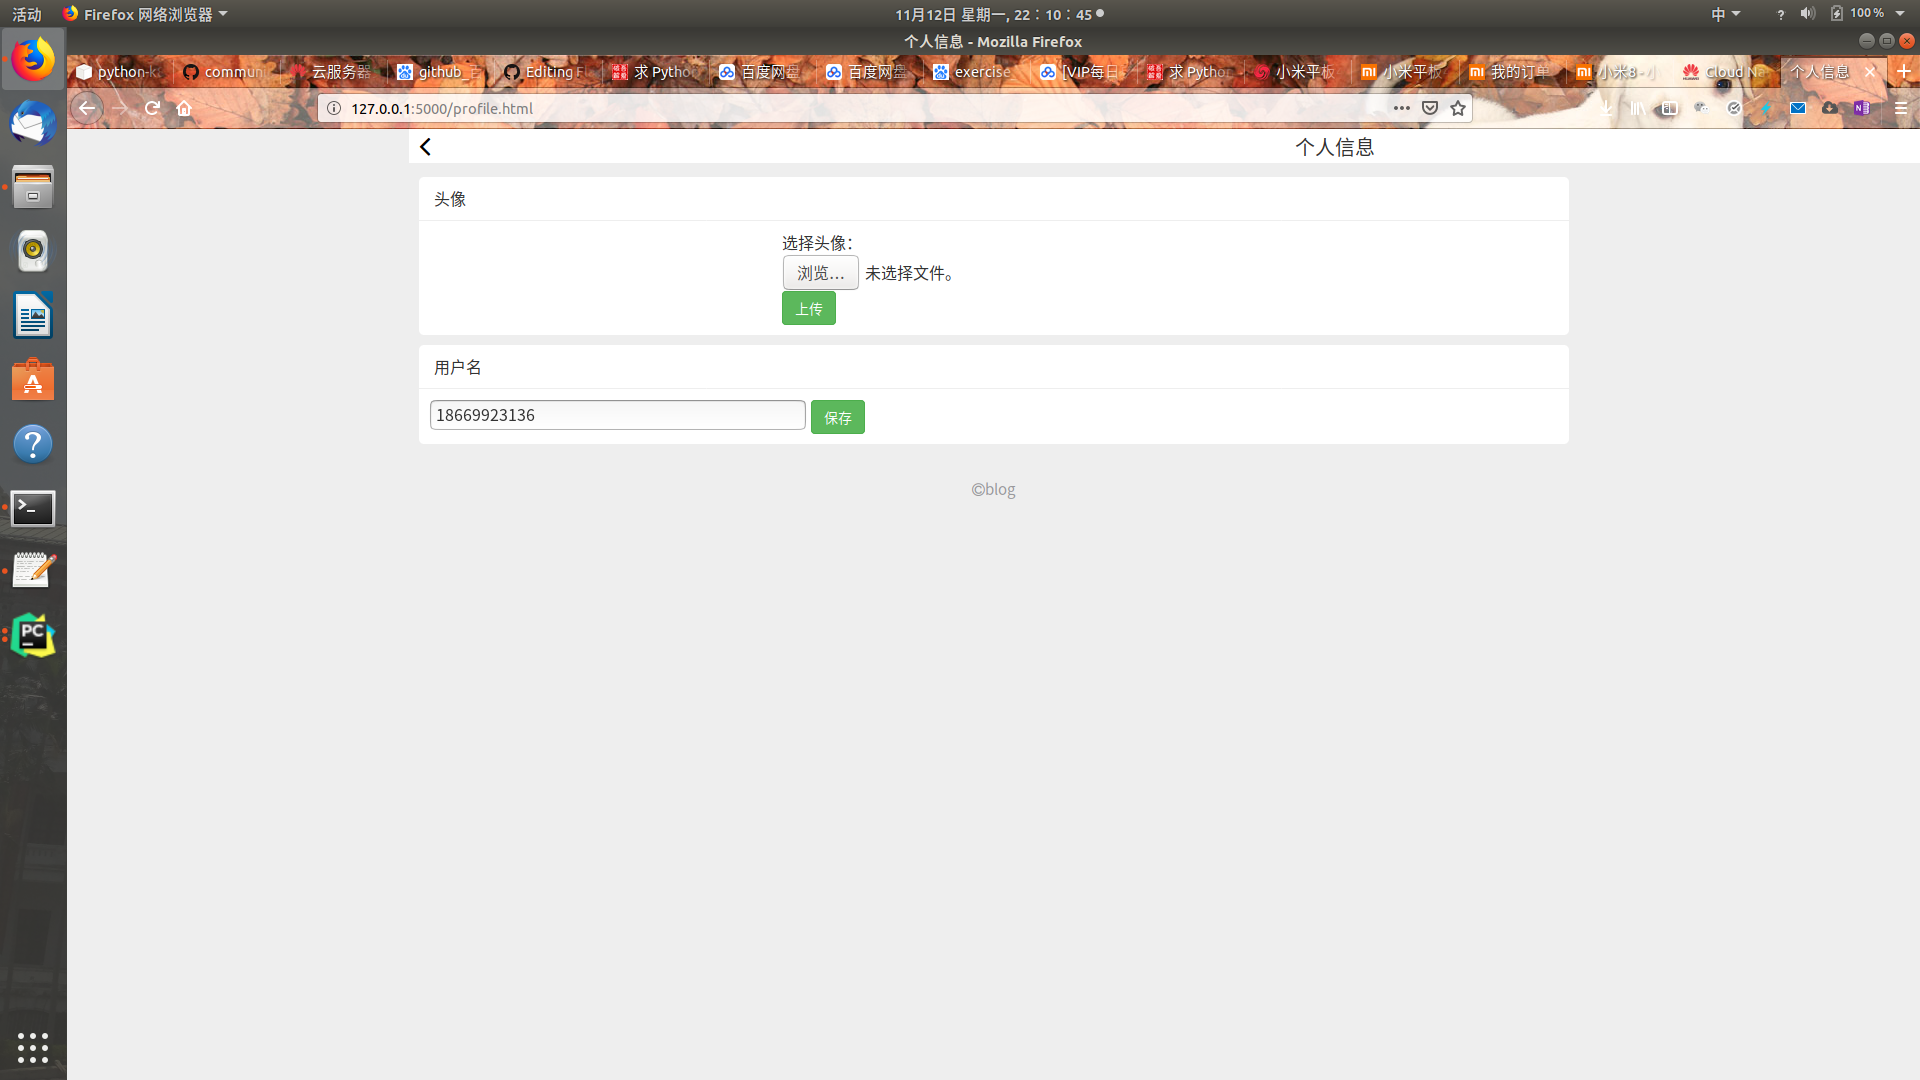 活动
Firefox 网络浏览器
11月12日 星期一, 22：10：45
中
?
100 %
个人信息 - Mozilla Firefox
python-k
commun
云服务器
github_
Editing F
求 Pytho
百度网盘
百度网盘
exercise
[VIP每日
求 Pytho
小米平板
小米平板
我的订单
小米8 -
Cloud Na
个人信息
127.0.0.1:5000/profile.html
个人信息
头像
选择头像：
浏览...
未选择文件。
上传
用户名
18669923136
保存
©blog